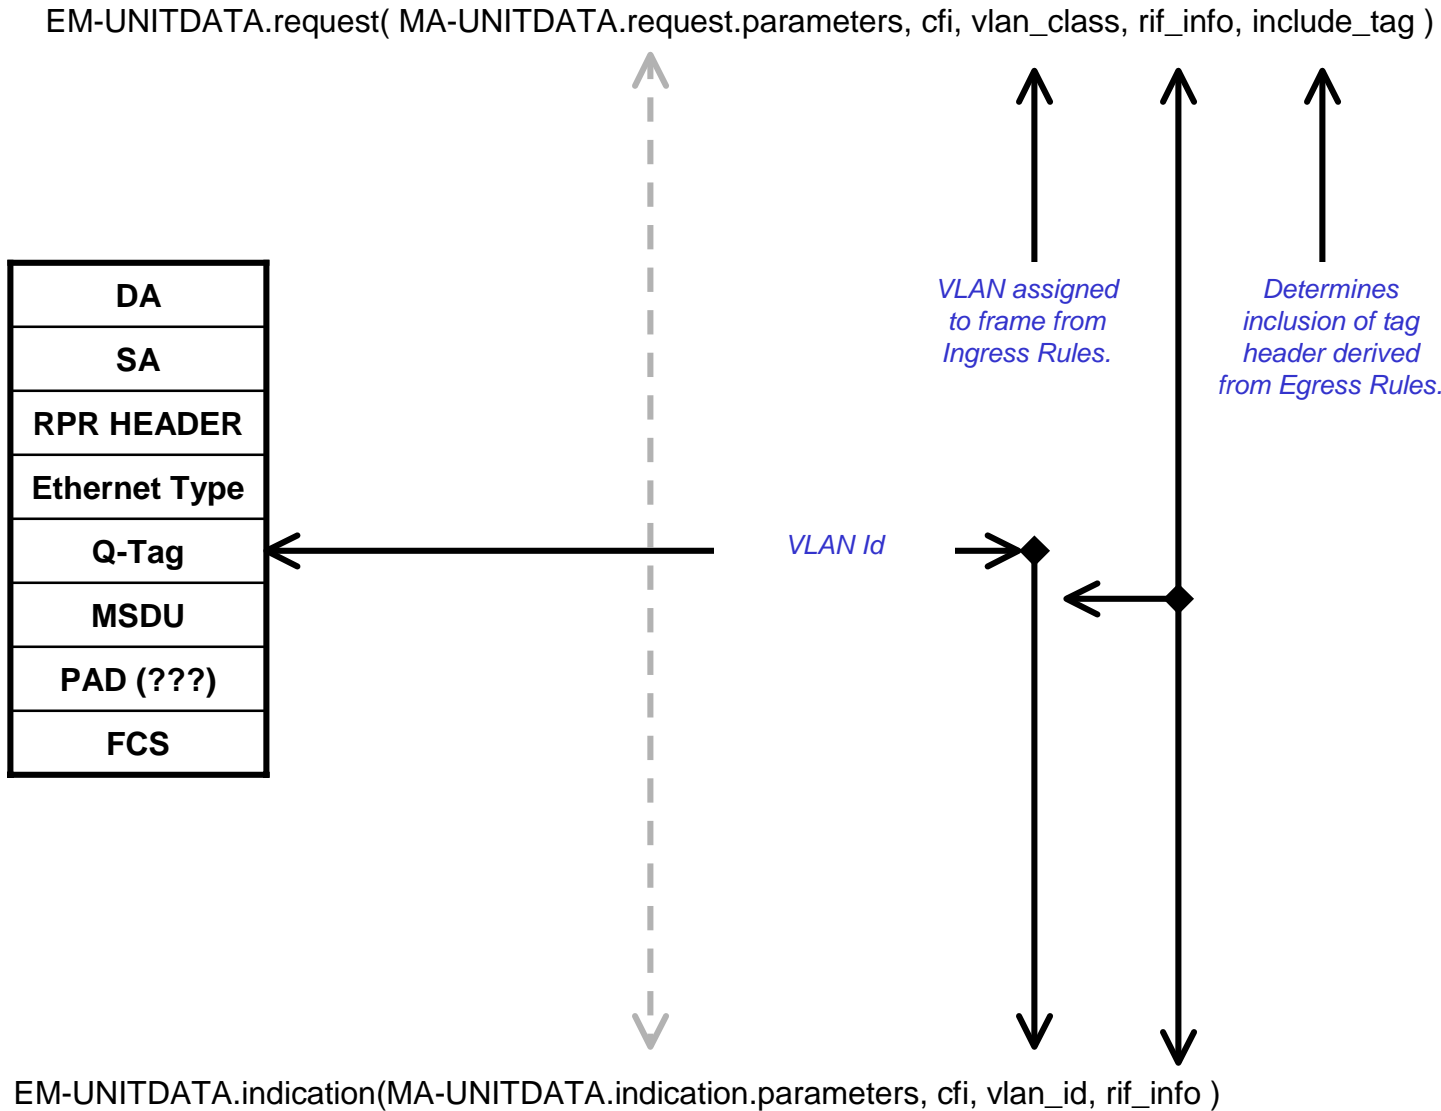 EM-UNITDATA.request( MA-UNITDATA.request.parameters, cfi, vlan_class, rif_info, include_tag )
DA
SA
RPR HEADER
Ethernet Type
Q-Tag
MSDU
PAD (???)
FCS
VLAN Id
VLAN assigned
to frame from
Ingress Rules.
Determines
inclusion of tag
header derived
from Egress Rules.
EM-UNITDATA.indication(MA-UNITDATA.indication.parameters, cfi, vlan_id, rif_info )